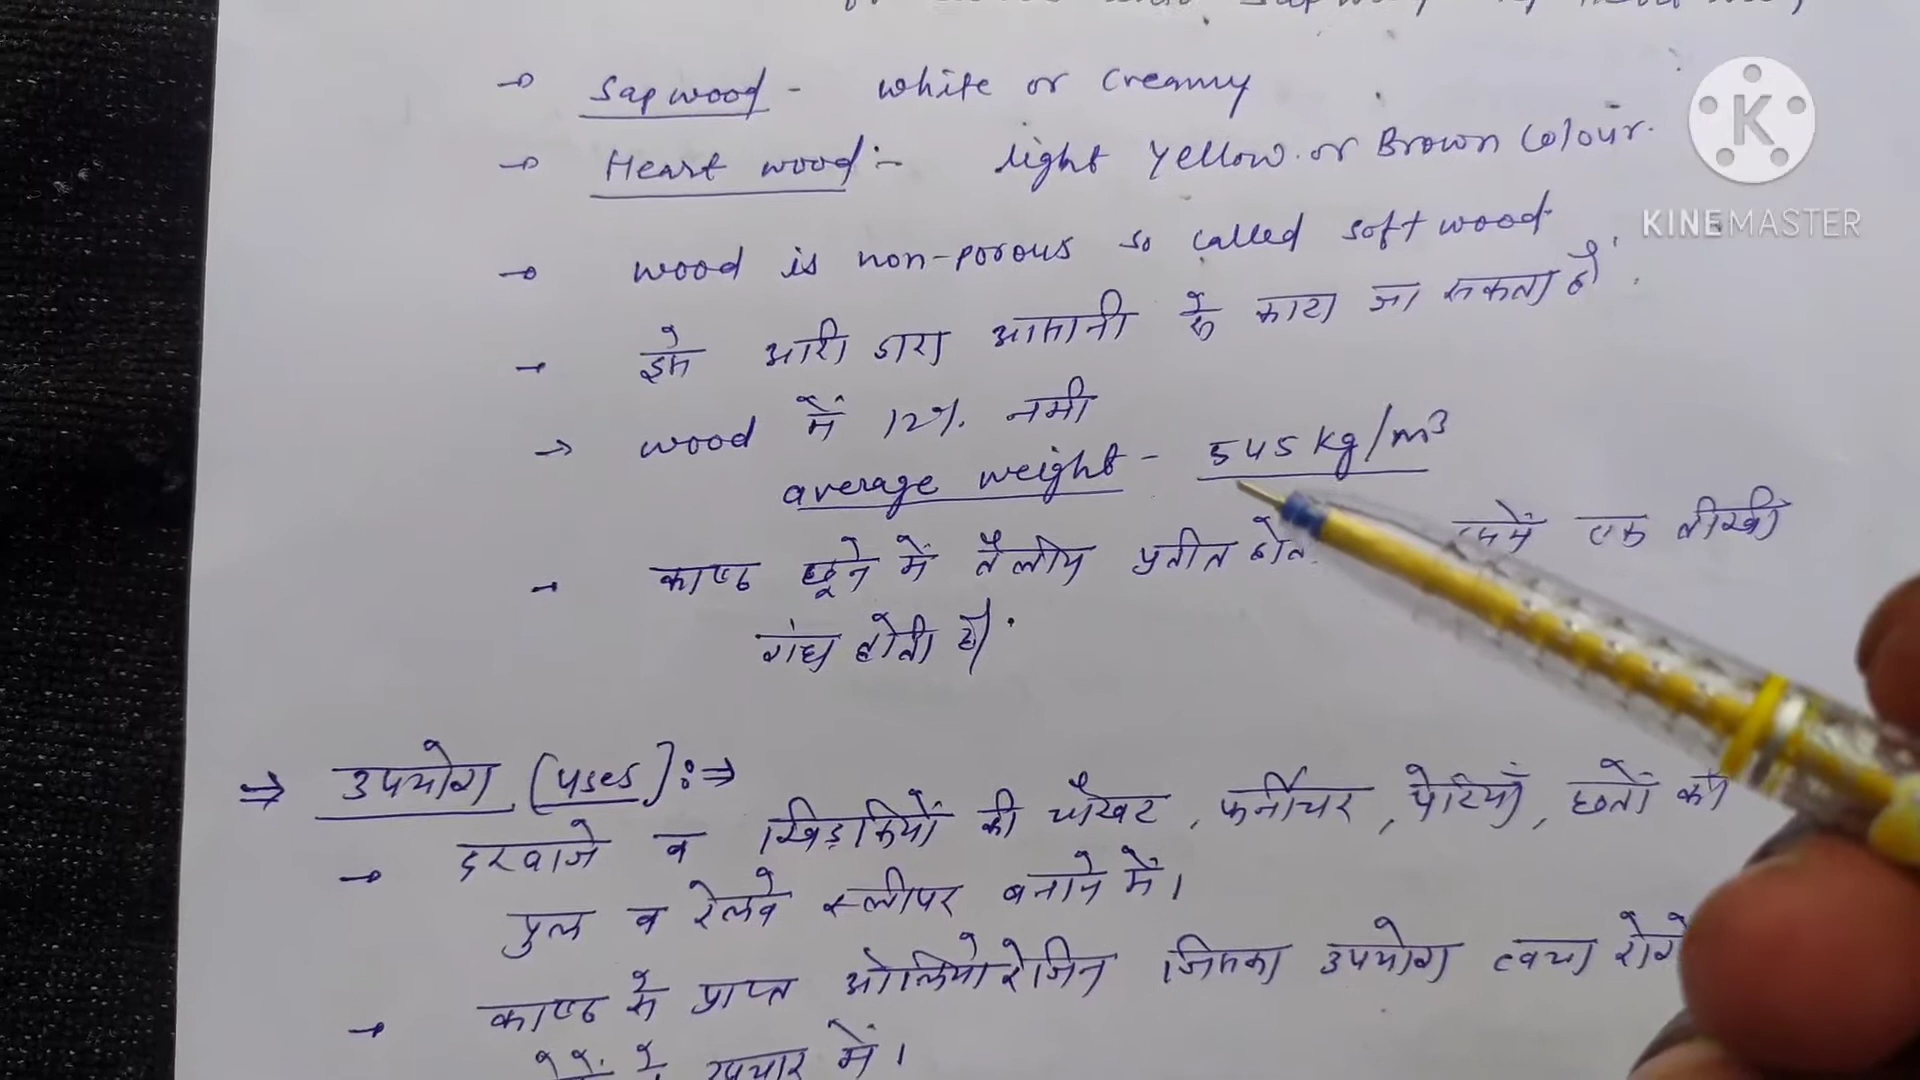 → Sapwood - white or creamy
→ Heart wood :- light yellow or Brown Colour.
→ wood is non-porous so called softwood.
→ इसे आरी द्वारा आसानी से काटा जा सकता है.
→ wood में 12% नमी
average weight - 545 kg/m³
→ काष्ठ छूने में तैलीय प्रतीत एक तीखी
गंध होती है।
⇒ उपयोग (uses) :⇒
→ दरवाजे व खिड़कियों की चौखट, फर्नीचर, पेटियाँ, छतों की
पुल व रेलवे स्लीपर बनाने में।
→ काष्ठ से प्राप्त ओलियोरेजिन जिसका उपयोग त्वचा
उपचार में।
K
KINEMASTER